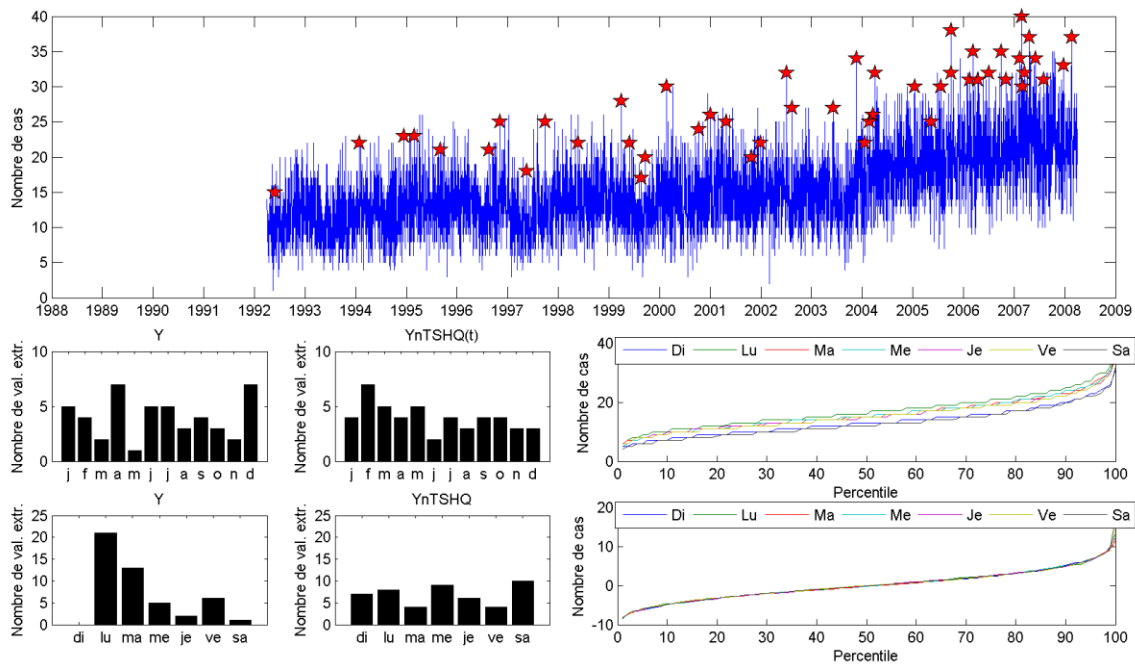 Nombre de cas
40
35
30
25
20
15
10
5
0
1988 1989 1990 1991 1992 1993 1994 1995 1996 1997 1998 1999 2000 2001 2002 2003 2004 2005 2006 2007 2008 2009
Y
Nombre de val. extr.
10
5
0
j f m a m j j a s o n d
YnTSHQ(t)
Nombre de val. extr.
10
5
0
j f m a m j j a s o n d
Di Lu Ma Me Je Ve Sa
Nombre de cas
40
20
0
0 10 20 30 40 50 60 70 80 90 100
Percentile
Y
Nombre de val. extr.
25
20
15
10
5
0
di lu ma me je ve sa
YnTSHQ
Nombre de val. extr.
25
20
15
10
5
0
di lu ma me je ve sa
Di Lu Ma Me Je Ve Sa
Nombre de cas
20
10
0
-10
0 10 20 30 40 50 60 70 80 90 100
Percentile